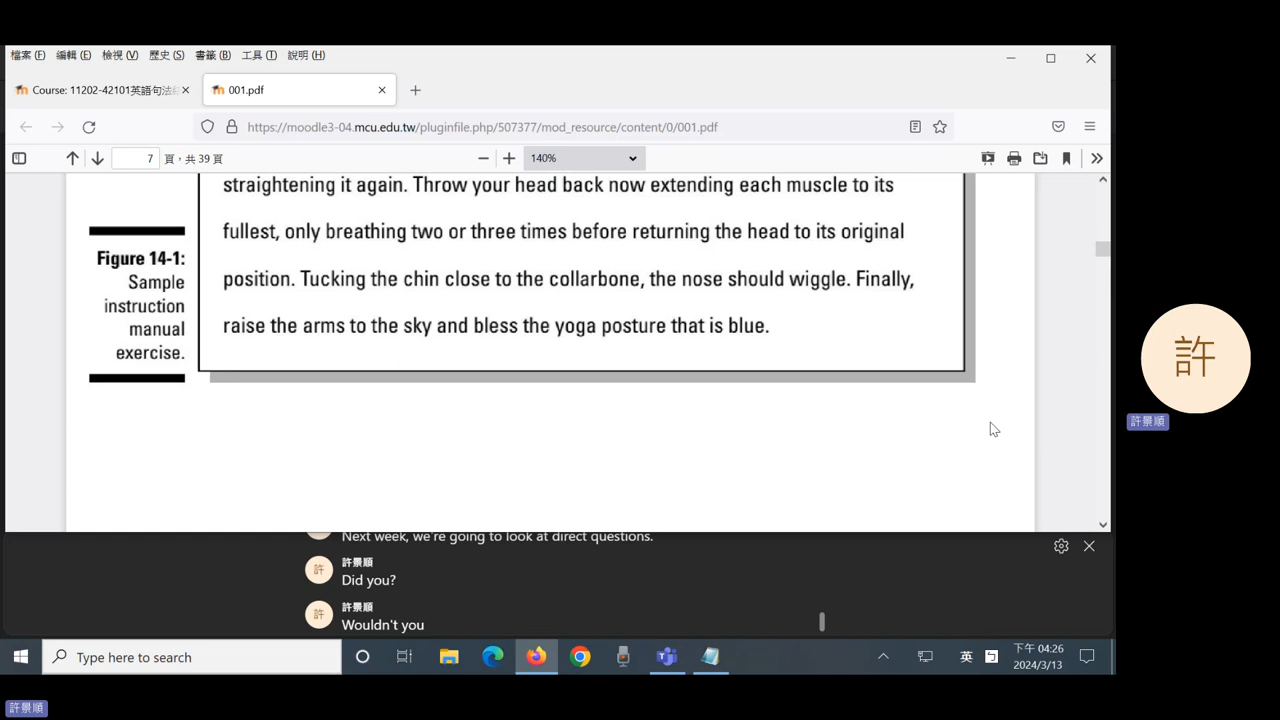 檔案 (F) 編輯 (E) 檢視 (V) 歷史 (S) 書籤 (B) 工具 (T) 說明 (H)
Course: 11202-42101英語句法 001.pdf
https://moodle3-04.mcu.edu.tw/pluginfile.php/507377/mod_resource/content/0/001.pdf
7 頁，共 39 頁 140%
straightening it again. Throw your head back now extending each muscle to its
fullest, only breathing two or three times before returning the head to its original
position. Tucking the chin close to the collarbone, the nose should wiggle. Finally,
raise the arms to the sky and bless the yoga posture that is blue.
Figure 14-1:
Sample
instruction
manual
exercise.
許
許景順
Next week, we're going to look at direct questions.
許 許景順
Did you?
許 許景順
Wouldn't you
Type here to search
英
下午 04:26
2024/3/13
許景順